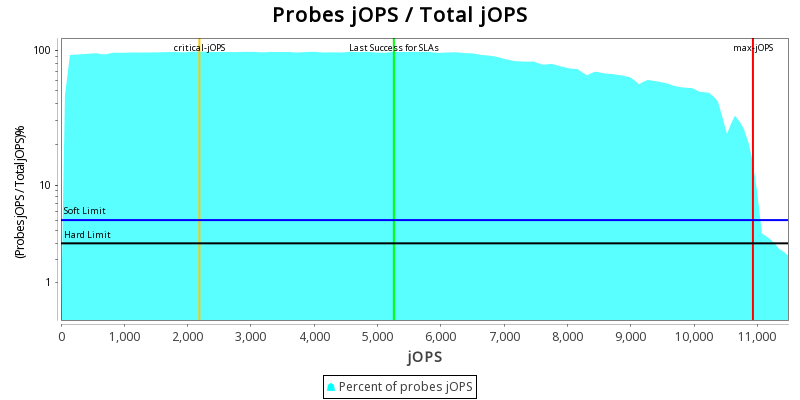 Probes jOPS / Total jOPS
(Probes jOPS / Total jOPS)%
100
10
1
critical-jOPS
Last Success for SLAs
max-jOPS
Soft Limit
Hard Limit
0
1,000
2,000
3,000
4,000
5,000
6,000
7,000
8,000
9,000
10,000
11,000
jOPS
Percent of probes jOPS